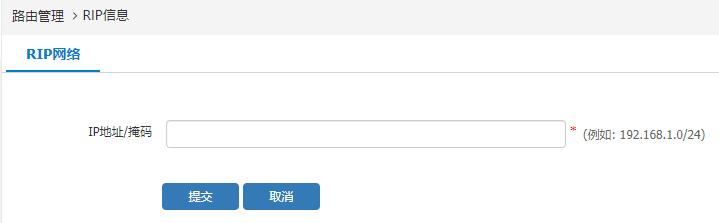 路由管理 > RIP信息
RIP网络
IP地址/掩码 * (例如: 192.168.1.0/24)
提交 取消